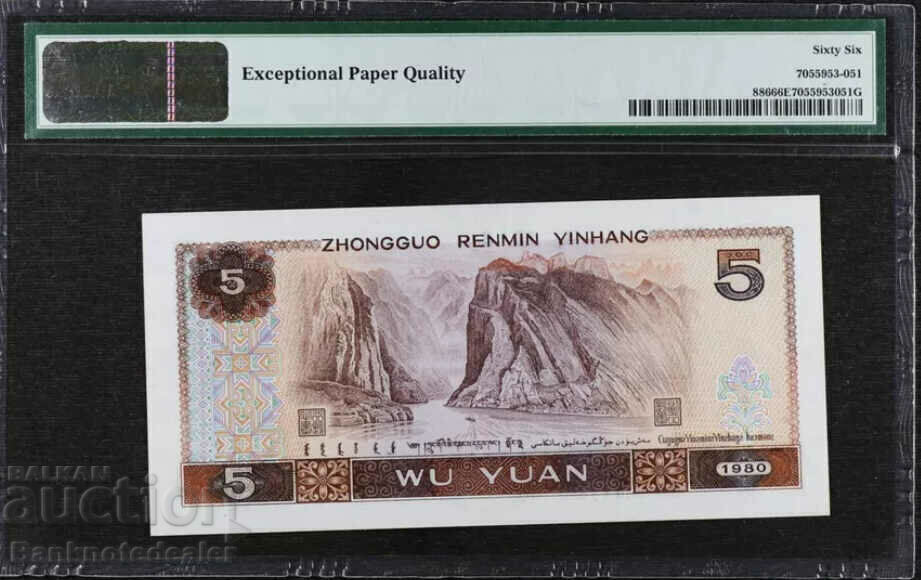 Exceptional Paper Quality
Sixty Six
7055953-051
88666E7055953051G
ZHONGGUO RENMIN YINHANG
5
5
5
WU YUAN
1980
BALKAN
auction
Banknotedealer